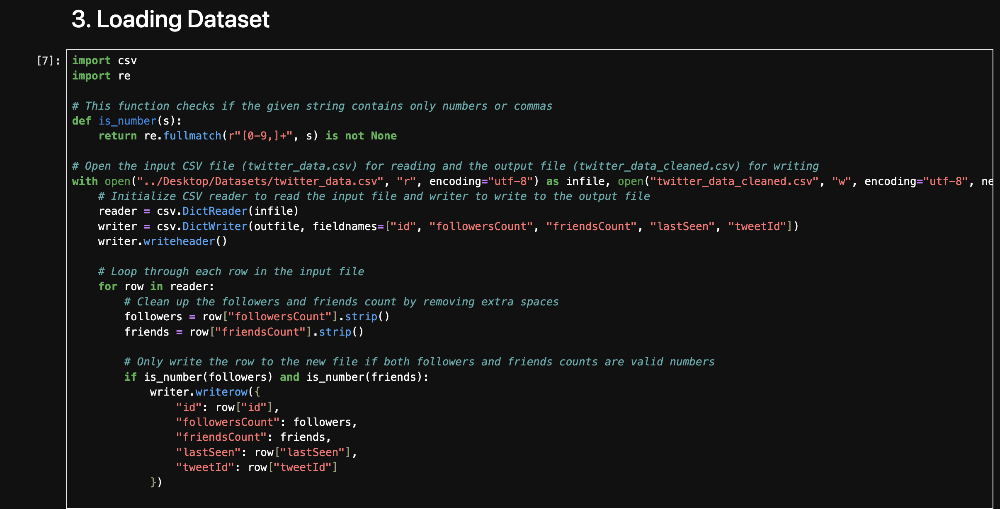 3. Loading Dataset
[7]:
import csv
import re
# This function checks if the given string contains only numbers or commas
def is_number(s):
    return re.fullmatch(r"[0-9,]+", s) is not None
# Open the input CSV file (twitter_data.csv) for reading and the output file (twitter_data_cleaned.csv) for writing
with open("../Desktop/Datasets/twitter_data.csv", "r", encoding="utf-8") as infile, open("twitter_data_cleaned.csv", "w", encoding="utf-8", ne
    # Initialize CSV reader to read the input file and writer to write to the output file
    reader = csv.DictReader(infile)
    writer = csv.DictWriter(outfile, fieldnames=["id", "followersCount", "friendsCount", "lastSeen", "tweetId"])
    writer.writeheader()
    # Loop through each row in the input file
    for row in reader:
        # Clean up the followers and friends count by removing extra spaces
        followers = row["followersCount"].strip()
        friends = row["friendsCount"].strip()
        # Only write the row to the new file if both followers and friends counts are valid numbers
        if is_number(followers) and is_number(friends):
            writer.writerow({
                "id": row["id"],
                "followersCount": followers,
                "friendsCount": friends,
                "lastSeen": row["lastSeen"],
                "tweetId": row["tweetId"]
            })